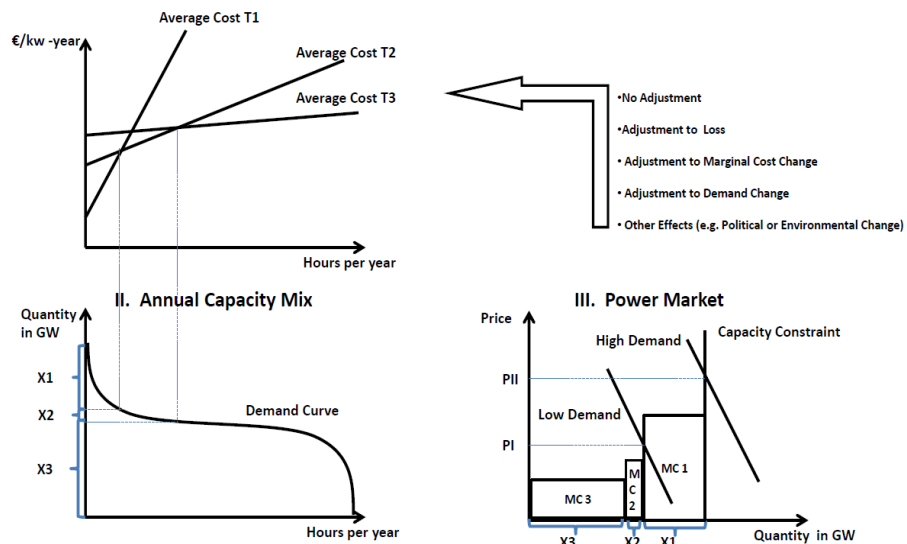 €/kw -year
Average Cost T1
Average Cost T2
Average Cost T3
Hours per year
•No Adjustment
•Adjustment to Loss
•Adjustment to Marginal Cost Change
•Adjustment to Demand Change
•Other Effects (e.g. Political or Environmental Change)
II. Annual Capacity Mix
Quantity
in GW
X1
X2
X3
Demand Curve
Hours per year
III. Power Market
Price
High Demand
Capacity Constraint
PII
Low Demand
PI
MC 3
M
C
2
MC 1
X3
X2
X1
Quantity in GW